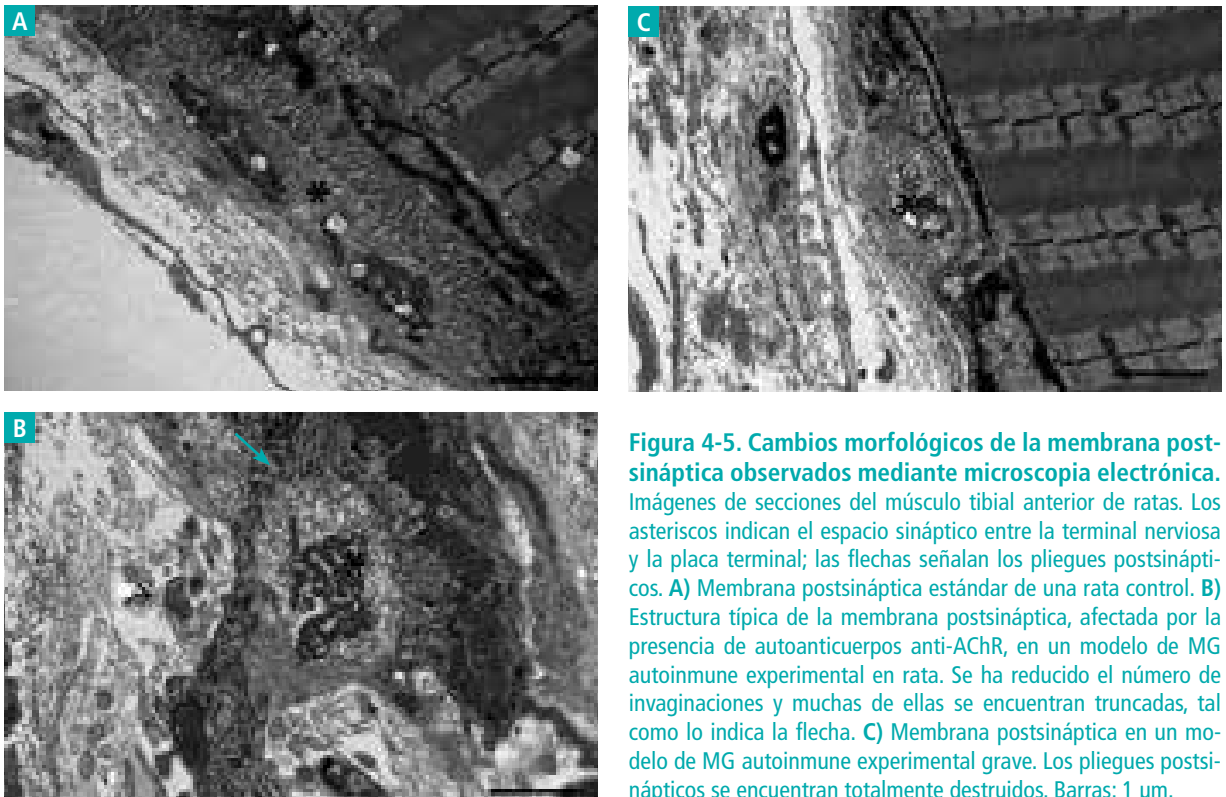 A
C
B
Figura 4-5. Cambios morfológicos de la membrana post-
sináptica observados mediante microscopia electrónica.
Imágenes de secciones del músculo tibial anterior de ratas. Los
asteriscos indican el espacio sináptico entre la terminal nerviosa
y la placa terminal; las flechas señalan los pliegues postsinápti-
cos. A) Membrana postsináptica estándar de una rata control. B)
Estructura típica de la membrana postsináptica, afectada por la
presencia de autoanticuerpos anti-AChR, en un modelo de MG
autoinmune experimental en rata. Se ha reducido el número de
invaginaciones y muchas de ellas se encuentran truncadas, tal
como lo indica la flecha. C) Membrana postsináptica en un mo-
delo de MG autoinmune experimental grave. Los pliegues postsi-
nápticos se encuentran totalmente destruidos. Barras: 1 um.